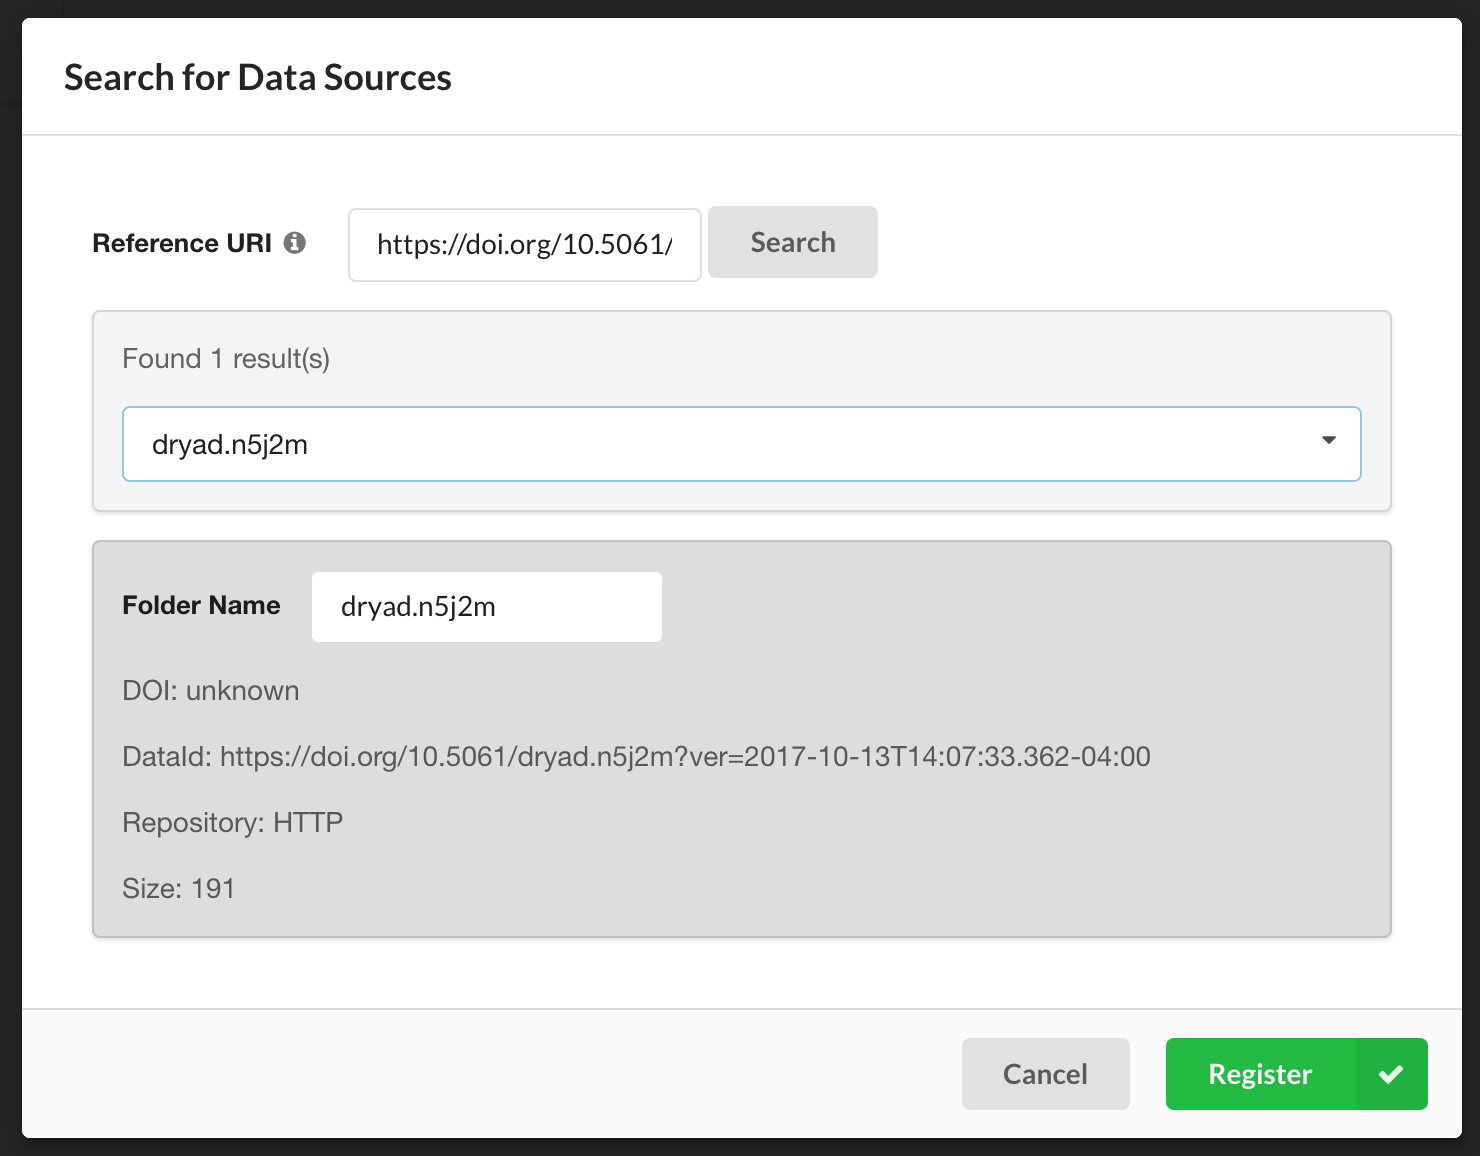 Search for Data Sources
Reference URI
https://doi.org/10.5061/
Search
Found 1 result(s)
dryad.n5j2m
Folder Name
dryad.n5j2m
DOI: unknown
DataId: https://doi.org/10.5061/dryad.n5j2m?ver=2017-10-13T14:07:33.362-04:00
Repository: HTTP
Size: 191
Cancel
Register